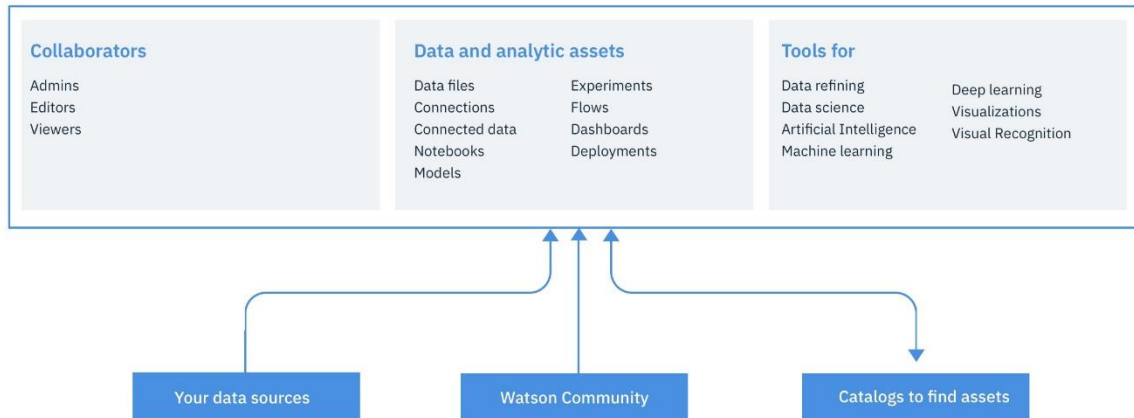 Collaborators
Admins
Editors
Viewers
Data and analytic assets
Data files
Connections
Connected data
Notebooks
Models
Experiments
Flows
Dashboards
Deployments
Tools for
Data refining
Data science
Artificial Intelligence
Machine learning
Deep learning
Visualizations
Visual Recognition
Your data sources
Watson Community
Catalogs to find assets